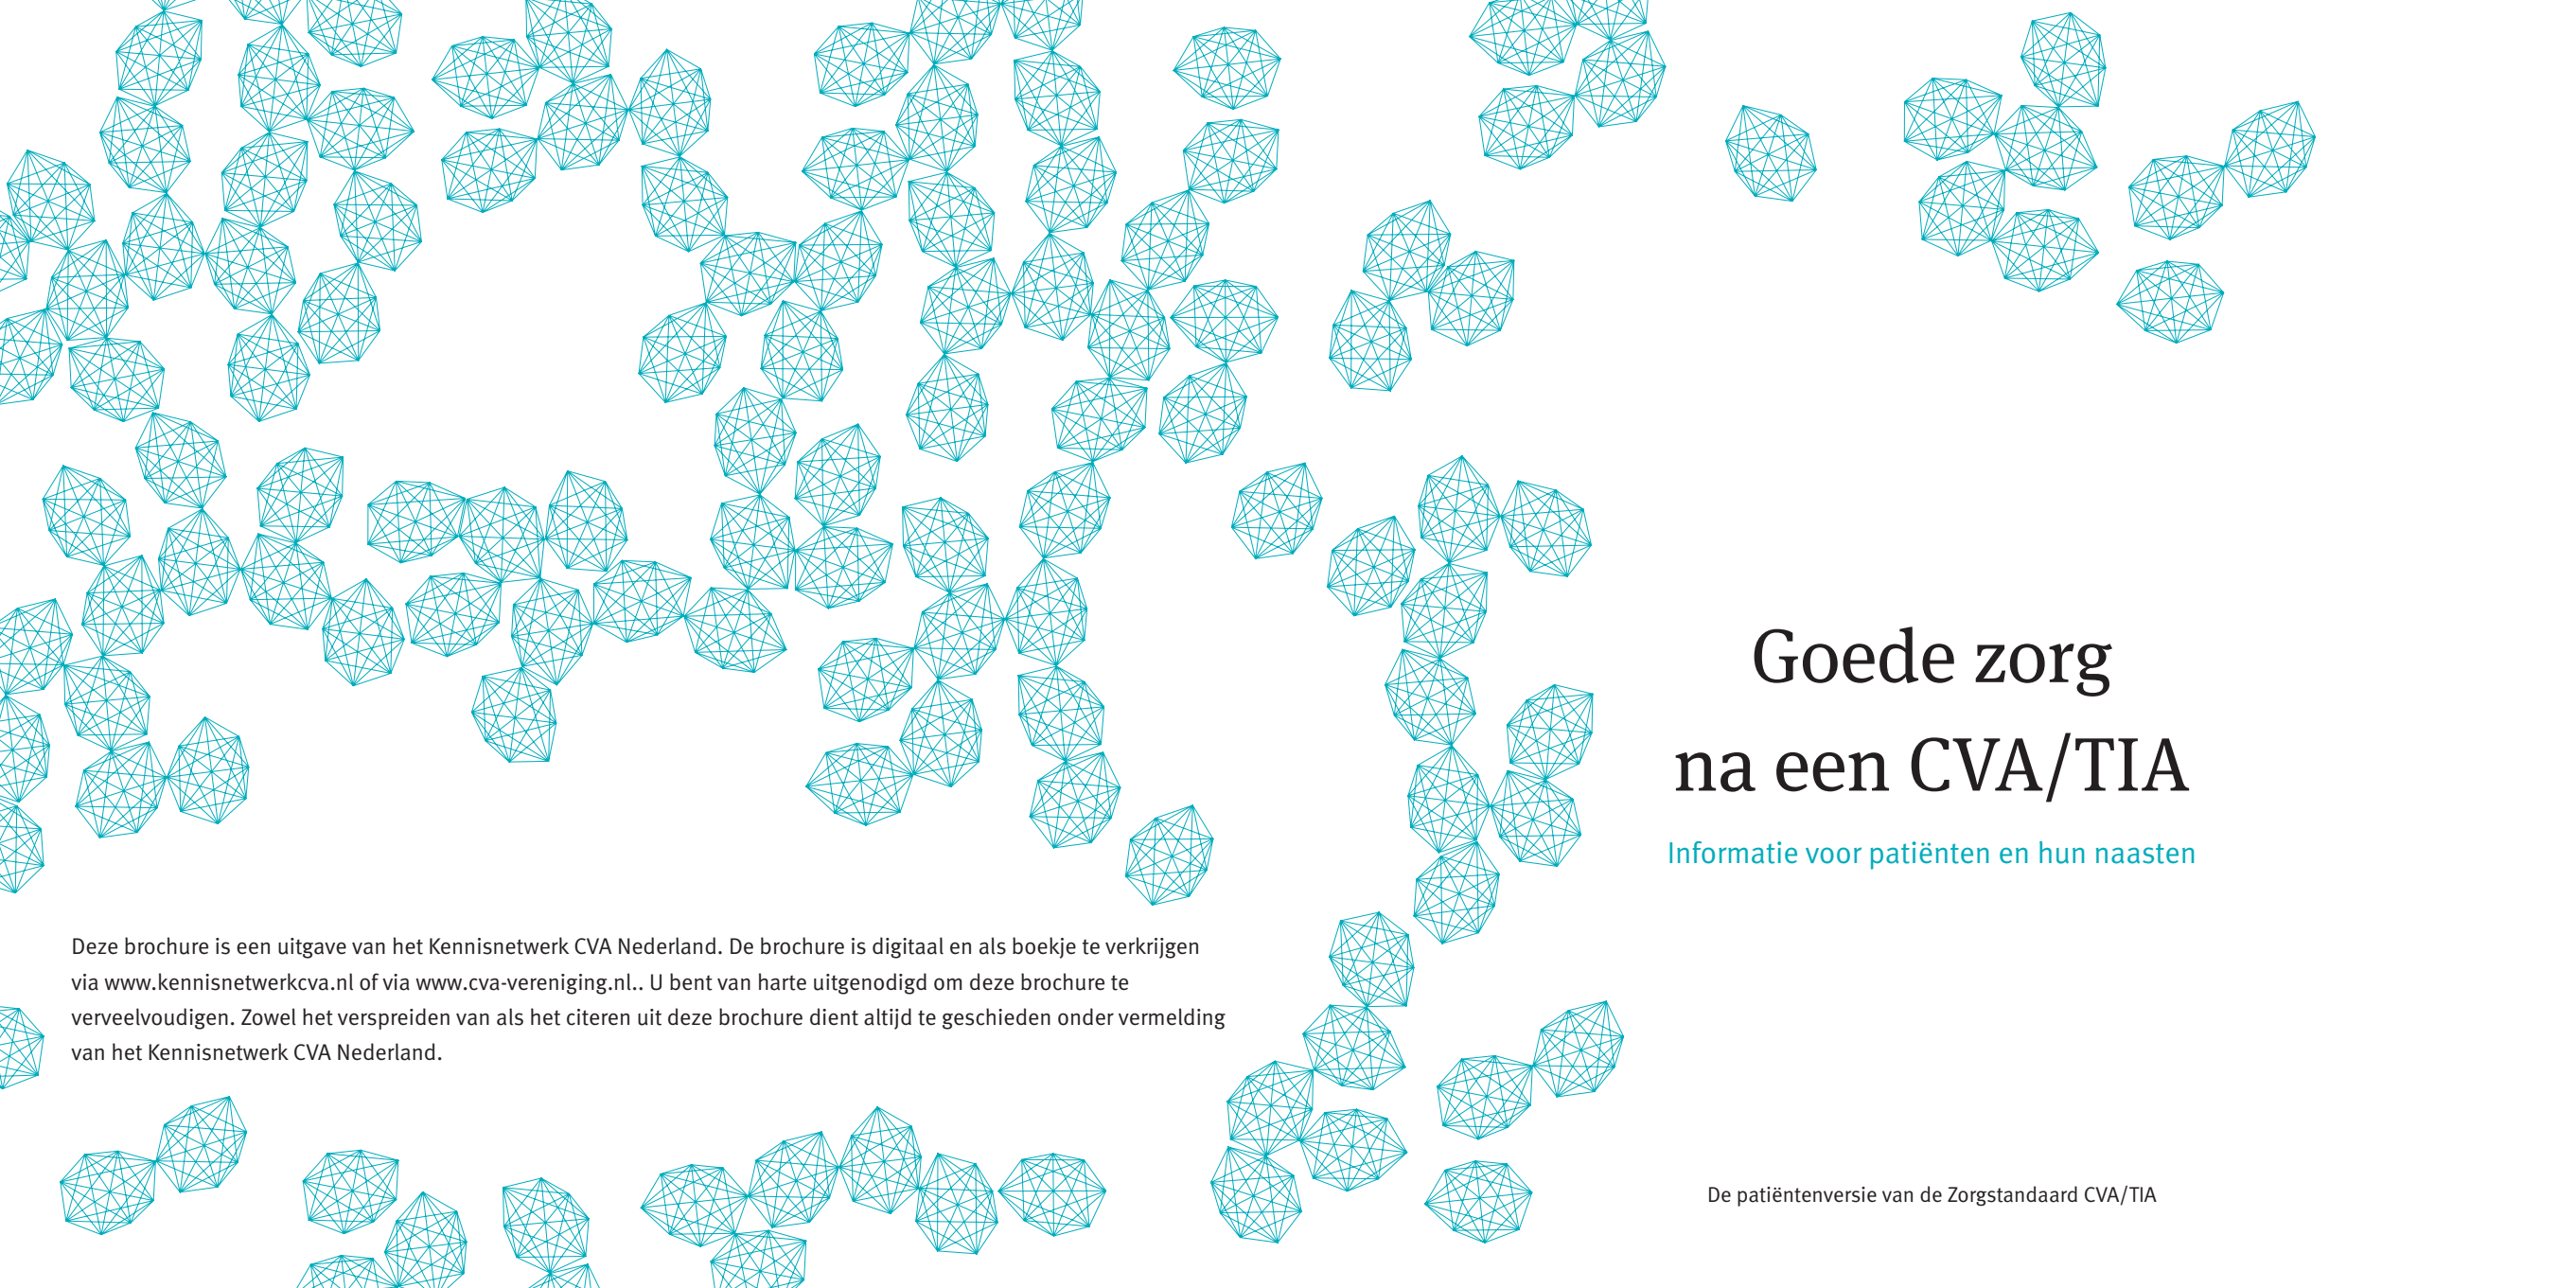 Deze brochure is een uitgave van het Kennisnetwerk CVA Nederland. De brochure is digitaal en als boekje te verkrijgen
via www.kennisnetwerkcva.nl of via www.cva-vereniging.nl.. U bent van harte uitgenodigd om deze brochure te
verveelvoudigen. Zowel het verspreiden van als het citeren uit deze brochure dient altijd te geschieden onder vermelding
van het Kennisnetwerk CVA Nederland.
Goede zorg
na een CVA/TIA
Informatie voor patiënten en hun naasten
De patiëntenversie van de Zorgstandaard CVA/TIA